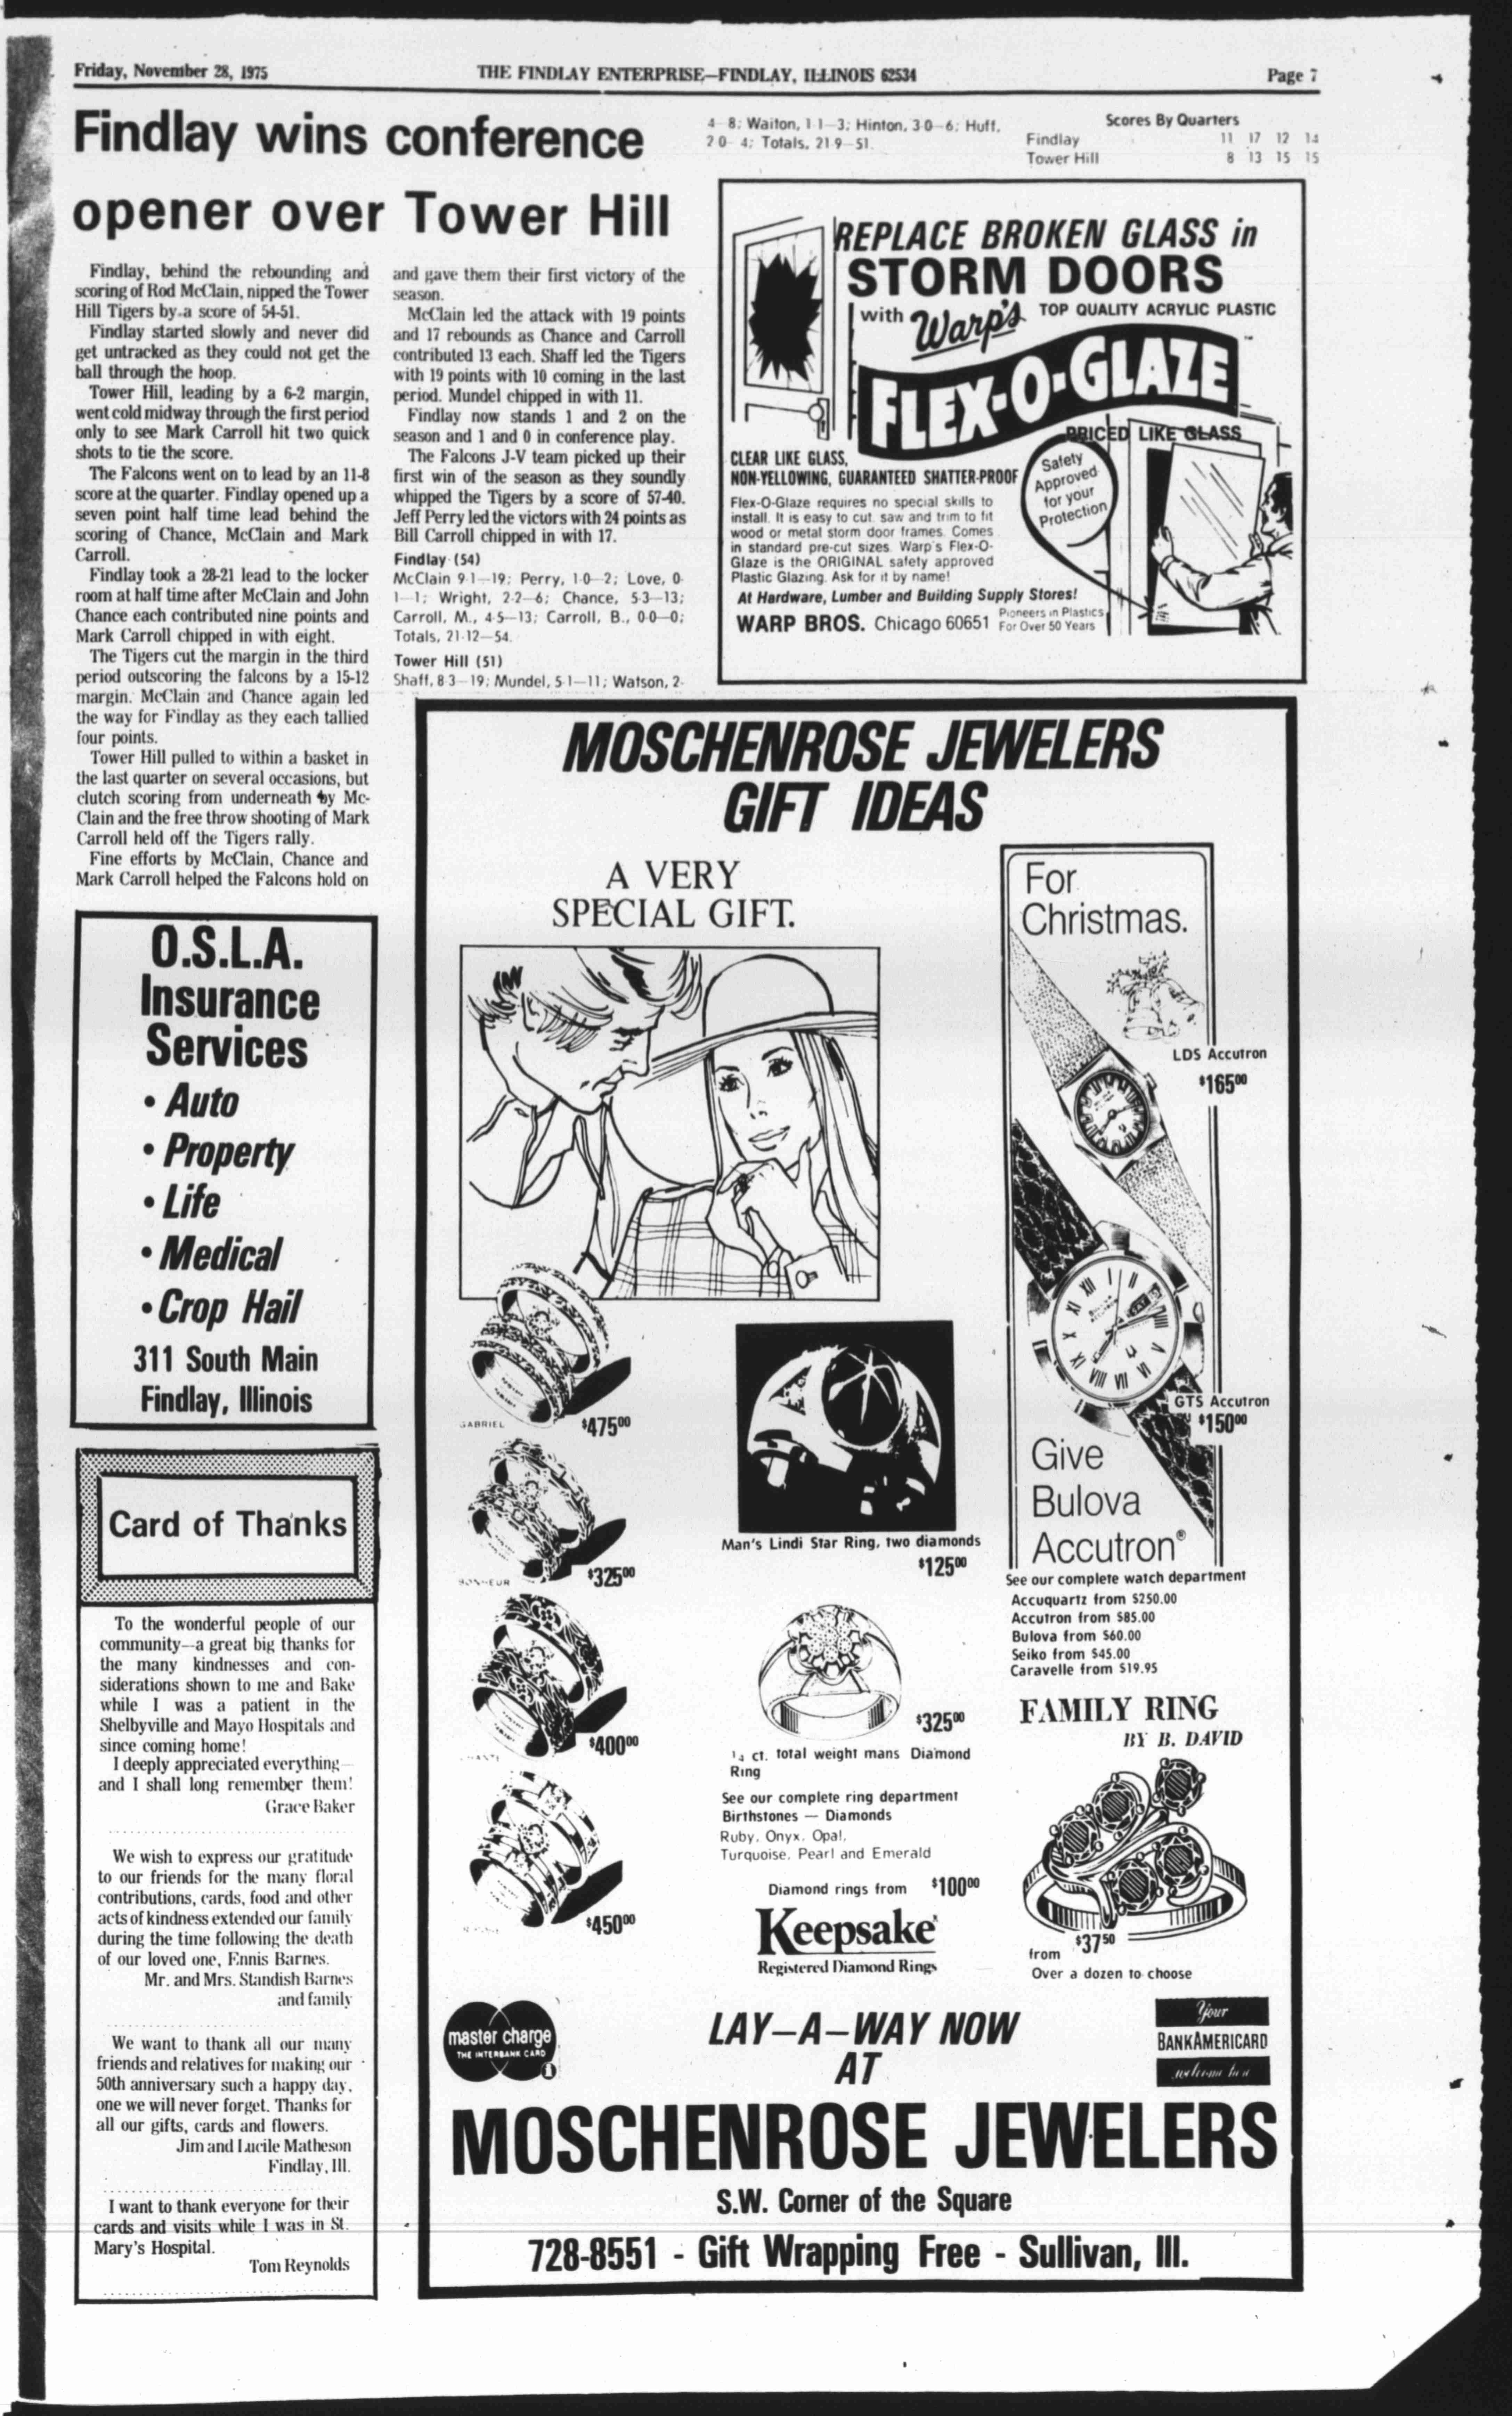 Friday, November 28, 1975
THE FINDLAY ENTERPRISE—FINDLAY, ILLINOIS 62534
Page 7
Findlay wins conference
opener over Tower Hill
Findlay, behind the rebounding and
scoring of Rod McClain, nipped the Tower
Hill Tigers by a score of 54-51.
Findlay started slowly and never did
get untracked as they could not get the
ball through the hoop.
Tower Hill, leading by a 6-2 margin,
went cold midway through the first period
only to see Mark Carroll hit two quick
shots to tie the score.
The Falcons went on to lead by an 11-8
score at the quarter. Findlay opened up a
seven point half time lead behind the
scoring of Chance, McClain and Mark
Carroll.
Findlay took a 28-21 lead to the locker
room at half time after McClain and John
Chance each contributed nine points and
Mark Carroll chipped in with eight.
The Tigers cut the margin in the third
period outscoring the falcons by a 15-12
margin. McClain and Chance again led
the way for Findlay as they each tallied
four points.
Tower Hill pulled to within a basket in
the last quarter on several occasions, but
clutch scoring from underneath by Mc-
Clain and the free throw shooting of Mark
Carroll held off the Tigers rally.
Fine efforts by McClain, Chance and
Mark Carroll helped the Falcons hold on
and gave them their first victory of the
season.
McClain led the attack with 19 points
and 17 rebounds as Chance and Carroll
contributed 13 each. Shaff led the Tigers
with 19 points with 10 coming in the last
period. Mundel chipped in with 11.
Findlay now stands 1 and 2 on the
season and 1 and 0 in conference play.
The Falcons J-V team picked up their
first win of the season as they soundly
whipped the Tigers by a score of 57-40.
Jeff Perry led the victors with 24 points as
Bill Carroll chipped in with 17.
Findlay (54)
McClain 9-1—19; Perry, 1-0—2; Love, 0-
1—1; Wright, 2-2—6; Chance, 5-3—13;
Carroll, M., 4-5—13; Carroll, B., 0-0—0;
Totals, 21-12—54.
Tower Hill (51)
Shaff, 8-3—19; Mundel, 5-1—11; Watson, 2-
4—8; Waiton, 1-1—3; Hinton, 3-0—6; Huff,
2-0—4; Totals, 21-9—51.
Scores By Quarters
Findlay 11 17 12 14
Tower Hill 8 13 15 15
REPLACE BROKEN GLASS in
STORM DOORS
with Warp's TOP QUALITY ACRYLIC PLASTIC
FLEX-O-GLAZE™
PRICED LIKE GLASS
CLEAR LIKE GLASS,
NON-YELLOWING, GUARANTEED SHATTER-PROOF
Safety
Approved
for your
Protection
Flex-O-Glaze requires no special skills to
install. It is easy to cut, saw and trim to fit
wood or metal storm door frames. Comes
in standard pre-cut sizes. Warp's Flex-O-
Glaze is the ORIGINAL safety approved
Plastic Glazing. Ask for it by name!
At Hardware, Lumber and Building Supply Stores!
WARP BROS. Chicago 60651 Pioneers in Plastics
For Over 50 Years
O.S.L.A.
Insurance
Services
• Auto
• Property
• Life
• Medical
• Crop Hail
311 South Main
Findlay, Illinois
Card of Thanks
To the wonderful people of our
community—a great big thanks for
the many kindnesses and con-
siderations shown to me and Bake
while I was a patient in the
Shelbyville and Mayo Hospitals and
since coming home!
I deeply appreciated everything—
and I shall long remember them!
Grace Baker
We wish to express our gratitude
to our friends for the many floral
contributions, cards, food and other
acts of kindness extended our family
during the time following the death
of our loved one, Ennis Barnes.
Mr. and Mrs. Standish Barnes
and family
We want to thank all our many
friends and relatives for making our
50th anniversary such a happy day,
one we will never forget. Thanks for
all our gifts, cards and flowers.
Jim and Lucile Matheson
Findlay, Ill.
I want to thank everyone for their
cards and visits while I was in St.
Mary's Hospital.
Tom Reynolds
MOSCHENROSE JEWELERS
GIFT IDEAS
A VERY
SPECIAL GIFT.
GABRIEL
$47500
BONHEUR
$32500
$40000
$45000
Man's Lindi Star Ring, two diamonds
$12500
$32500
1/4 ct. total weight mans Diamond
Ring
See our complete ring department
Birthstones — Diamonds
Ruby, Onyx, Opal,
Turquoise, Pearl and Emerald
Diamond rings from $10000
Keepsake®
Registered Diamond Rings
For
Christmas.
LDS Accutron
$16500
GTS Accutron
$15000
Give
Bulova
Accutron®
See our complete watch department
Accuquartz from $250.00
Accutron from $85.00
Bulova from $60.00
Seiko from $45.00
Caravelle from $19.95
FAMILY RING
BY B. DAVID
from $3750
Over a dozen to choose
master charge
THE INTERBANK CARD
LAY-A-WAY NOW
AT
Your
BANKAMERICARD
welcome here
MOSCHENROSE JEWELERS
S.W. Corner of the Square
728-8551 - Gift Wrapping Free - Sullivan, Ill.